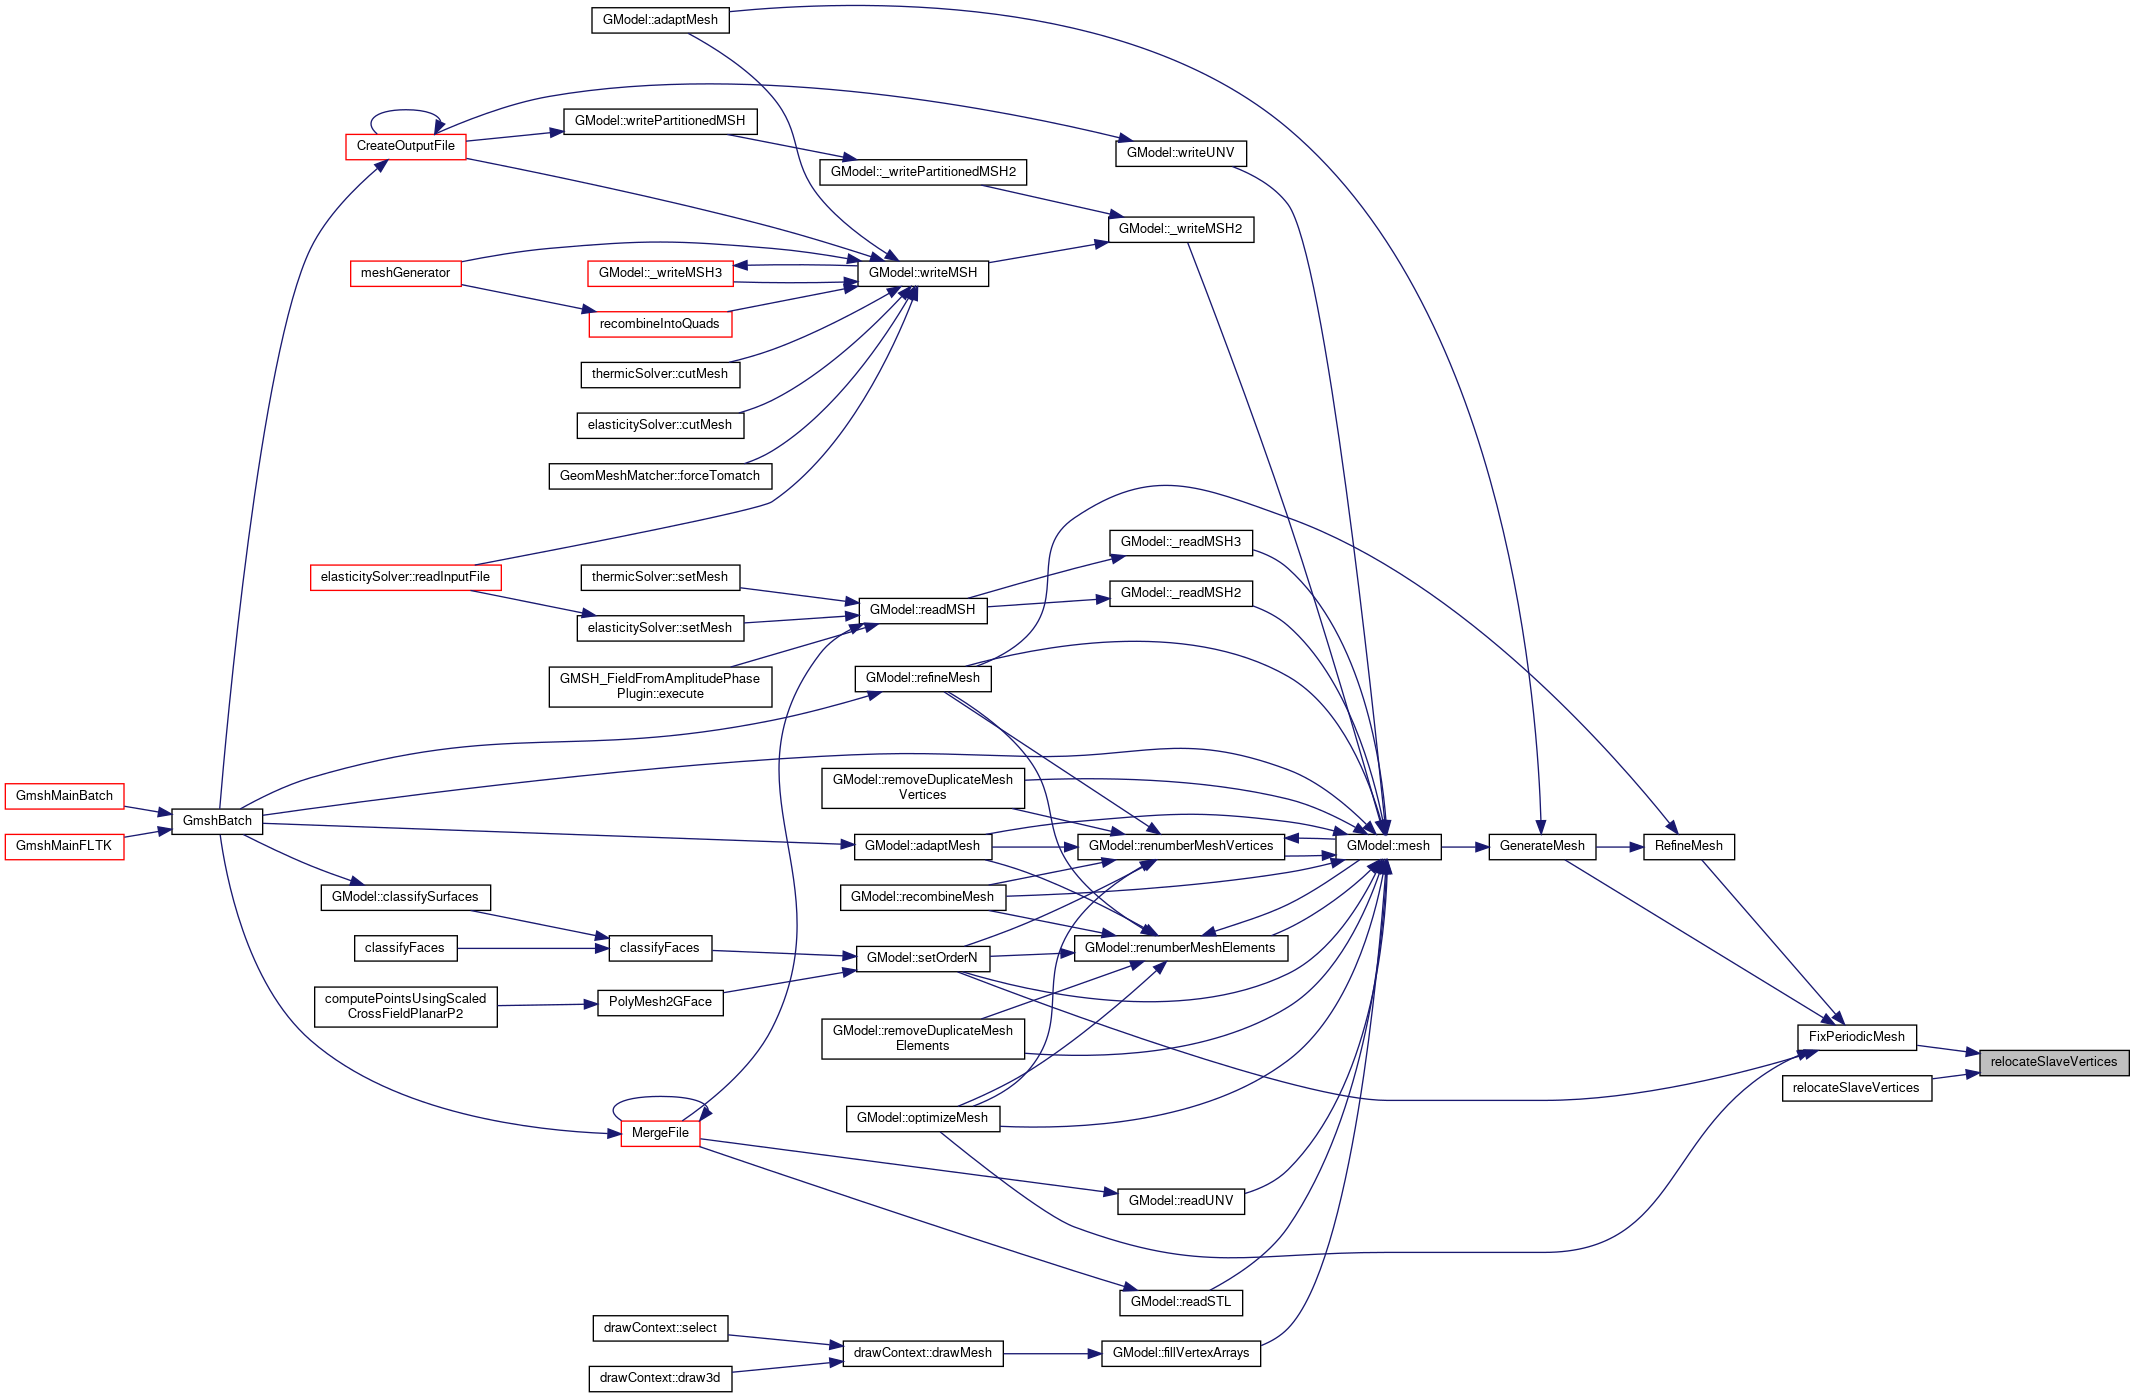 GModel::adaptMesh
GModel::writePartitionedMSH
CreateOutputFile
GModel::writeUNV
GModel::_writePartitionedMSH2
GModel::_writeMSH2
meshGenerator
GModel::_writeMSH3
GModel::writeMSH
recombineIntoQuads
thermicSolver::cutMesh
elasticitySolver::cutMesh
GeomMeshMatcher::forceTomatch
GModel::_readMSH3
elasticitySolver::readInputFile
thermicSolver::setMesh
GModel::_readMSH2
GModel::readMSH
elasticitySolver::setMesh
GMSH_FieldFromAmplitudePhase
Plugin::execute
GModel::refineMesh
GModel::removeDuplicateMesh
Vertices
GmshMainBatch
GmshBatch
GmshMainFLTK
GModel::adaptMesh
GModel::renumberMeshVertices
GModel::mesh
GenerateMesh
RefineMesh
GModel::classifySurfaces
GModel::recombineMesh
classifyFaces
classifyFaces
GModel::setOrderN
GModel::renumberMeshElements
computePointsUsingScaled
CrossFieldPlanarP2
PolyMesh2GFace
GModel::removeDuplicateMesh
Elements
FixPeriodicMesh
relocateSlaveVertices
relocateSlaveVertices
GModel::optimizeMesh
MergeFile
GModel::readUNV
GModel::readSTL
drawContext::select
drawContext::drawMesh
GModel::fillVertexArrays
drawContext::draw3d